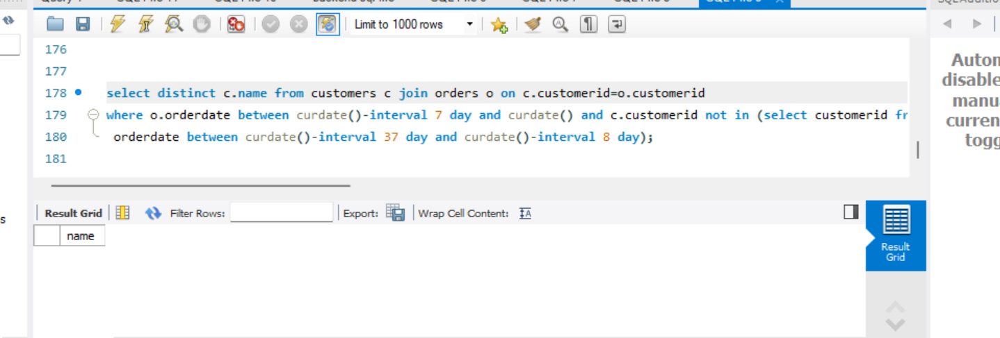 Limit to 1000 rows
176
177
178 select distinct c.name from customers c join orders o on c.customerid=o.customerid
179 where o.orderdate between curdate()-interval 7 day and curdate() and c.customerid not in (select customerid fr
180 orderdate between curdate()-interval 37 day and curdate()-interval 8 day);
181
Autom
disable
manua
curren
togg
Result Grid Filter Rows: Export: Wrap Cell Content:
name
Result
Grid
s